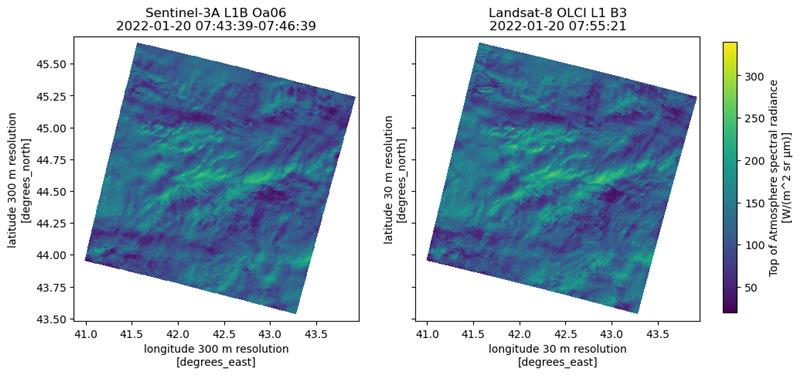 Sentinel-3A L1B Oa06
2022-01-20 07:43:39-07:46:39
45.50
45.25
45.00
44.75
44.50
44.25
44.00
43.75
43.50
latitude 300 m resolution
[degrees_north]
41.0 41.5 42.0 42.5 43.0 43.5
longitude 300 m resolution
[degrees_east]
Landsat-8 OLCI L1 B3
2022-01-20 07:55:21
latitude 30 m resolution
[degrees_north]
41.0 41.5 42.0 42.5 43.0 43.5
longitude 30 m resolution
[degrees_east]
300
250
200
150
100
50
Top of Atmosphere spectral radiance
[W/(m^2 sr μm)]